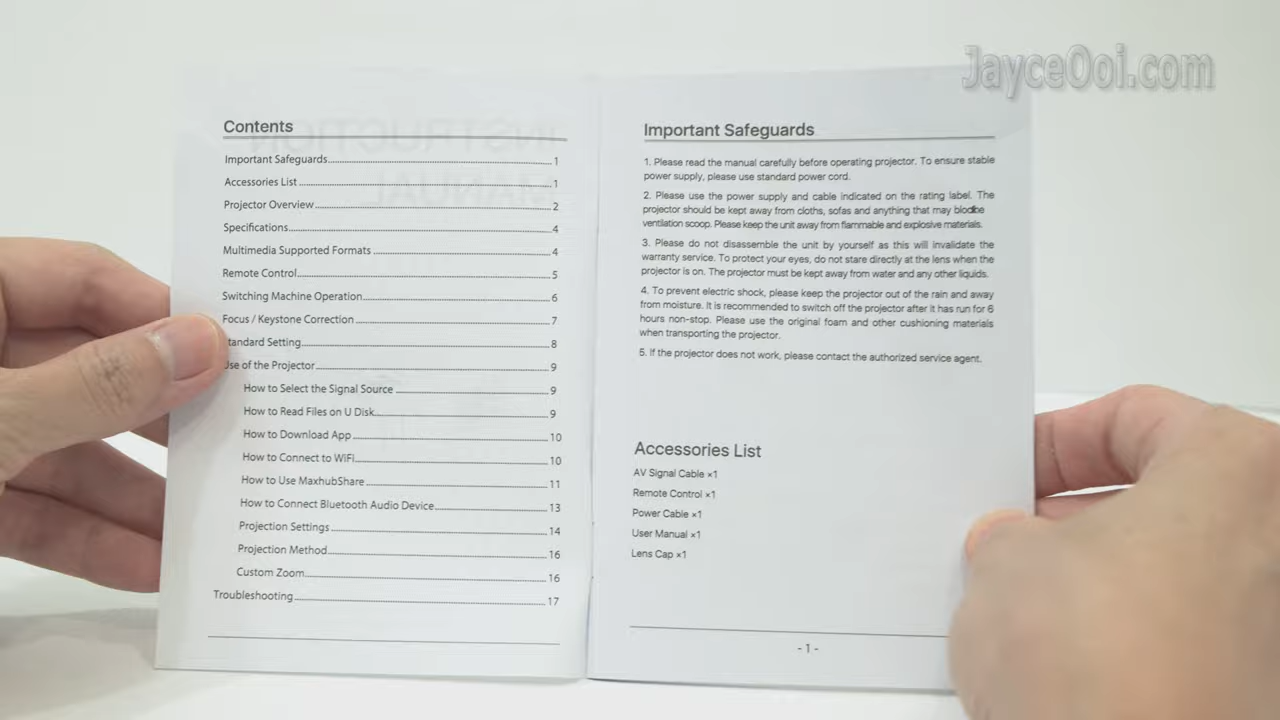 JayceOoi.com
Contents
Important Safeguards 1
Accessories List 1
Projector Overview 2
Specifications 4
Multimedia Supported Formats 4
Remote Control 5
Switching Machine Operation 6
Focus / Keystone Correction 7
tandard Setting 8
Use of the Projector 9
How to Select the Signal Source 9
How to Read Files on U Disk 9
How to Download App 10
How to Connect to WiFi 10
How to Use MaxhubShare 11
How to Connect Bluetooth Audio Device 13
Projection Settings 14
Projection Method 16
Custom Zoom 16
Troubleshooting 17
Important Safeguards
1. Please read the manual carefully before operating projector. To ensure stable
power supply, please use standard power cord.
2. Please use the power supply and cable indicated on the rating label. The
projector should be kept away from cloths, sofas and anything that may block the
ventilation scoop. Please keep the unit away from flammable and explosive materials.
3. Please do not disassemble the unit by yourself as this will invalidate the
warranty service. To protect your eyes, do not stare directly at the lens when the
projector is on. The projector must be kept away from water and any other liquids.
4. To prevent electric shock, please keep the projector out of the rain and away
from moisture. It is recommended to switch off the projector after it has run for 6
hours non-stop. Please use the original foam and other cushioning materials
when transporting the projector.
5. If the projector does not work, please contact the authorized service agent.
Accessories List
AV Signal Cable ×1
Remote Control ×1
Power Cable ×1
User Manual ×1
Lens Cap ×1
- 1 -